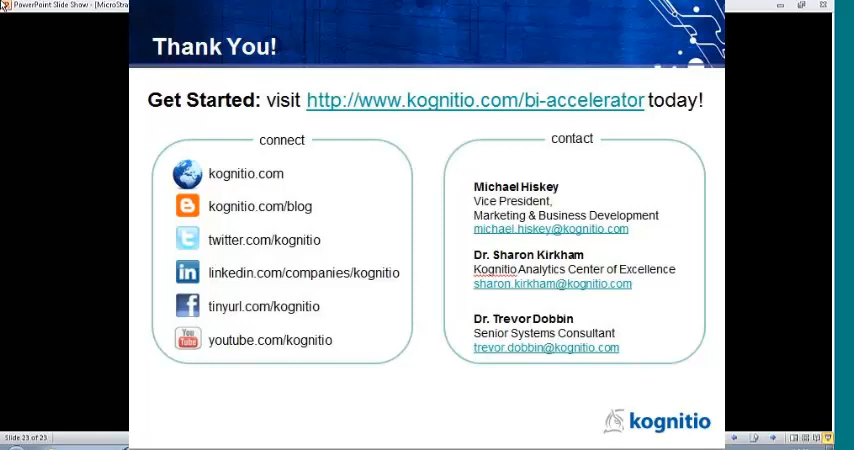 PowerPoint Slide Show - [MicroStra
Thank You!
Get Started: visit http://www.kognitio.com/bi-accelerator today!
connect
kognitio.com
kognitio.com/blog
twitter.com/kognitio
linkedin.com/companies/kognitio
tinyurl.com/kognitio
You
Tube
youtube.com/kognitio
contact
Michael Hiskey
Vice President,
Marketing & Business Development
michael.hiskey@kognitio.com
Dr. Sharon Kirkham
Kognitio Analytics Center of Excellence
sharon.kirkham@kognitio.com
Dr. Trevor Dobbin
Senior Systems Consultant
trevor.dobbin@kognitio.com
kognitio
Slide 23 of 23